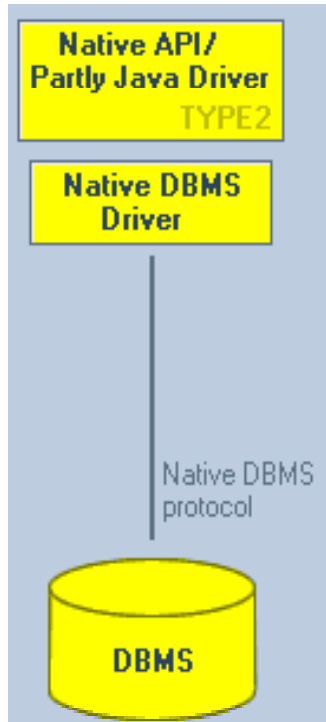 Native API/
Partly Java Driver
TYPE2
Native DBMS
Driver
Native DBMS
protocol
DBMS